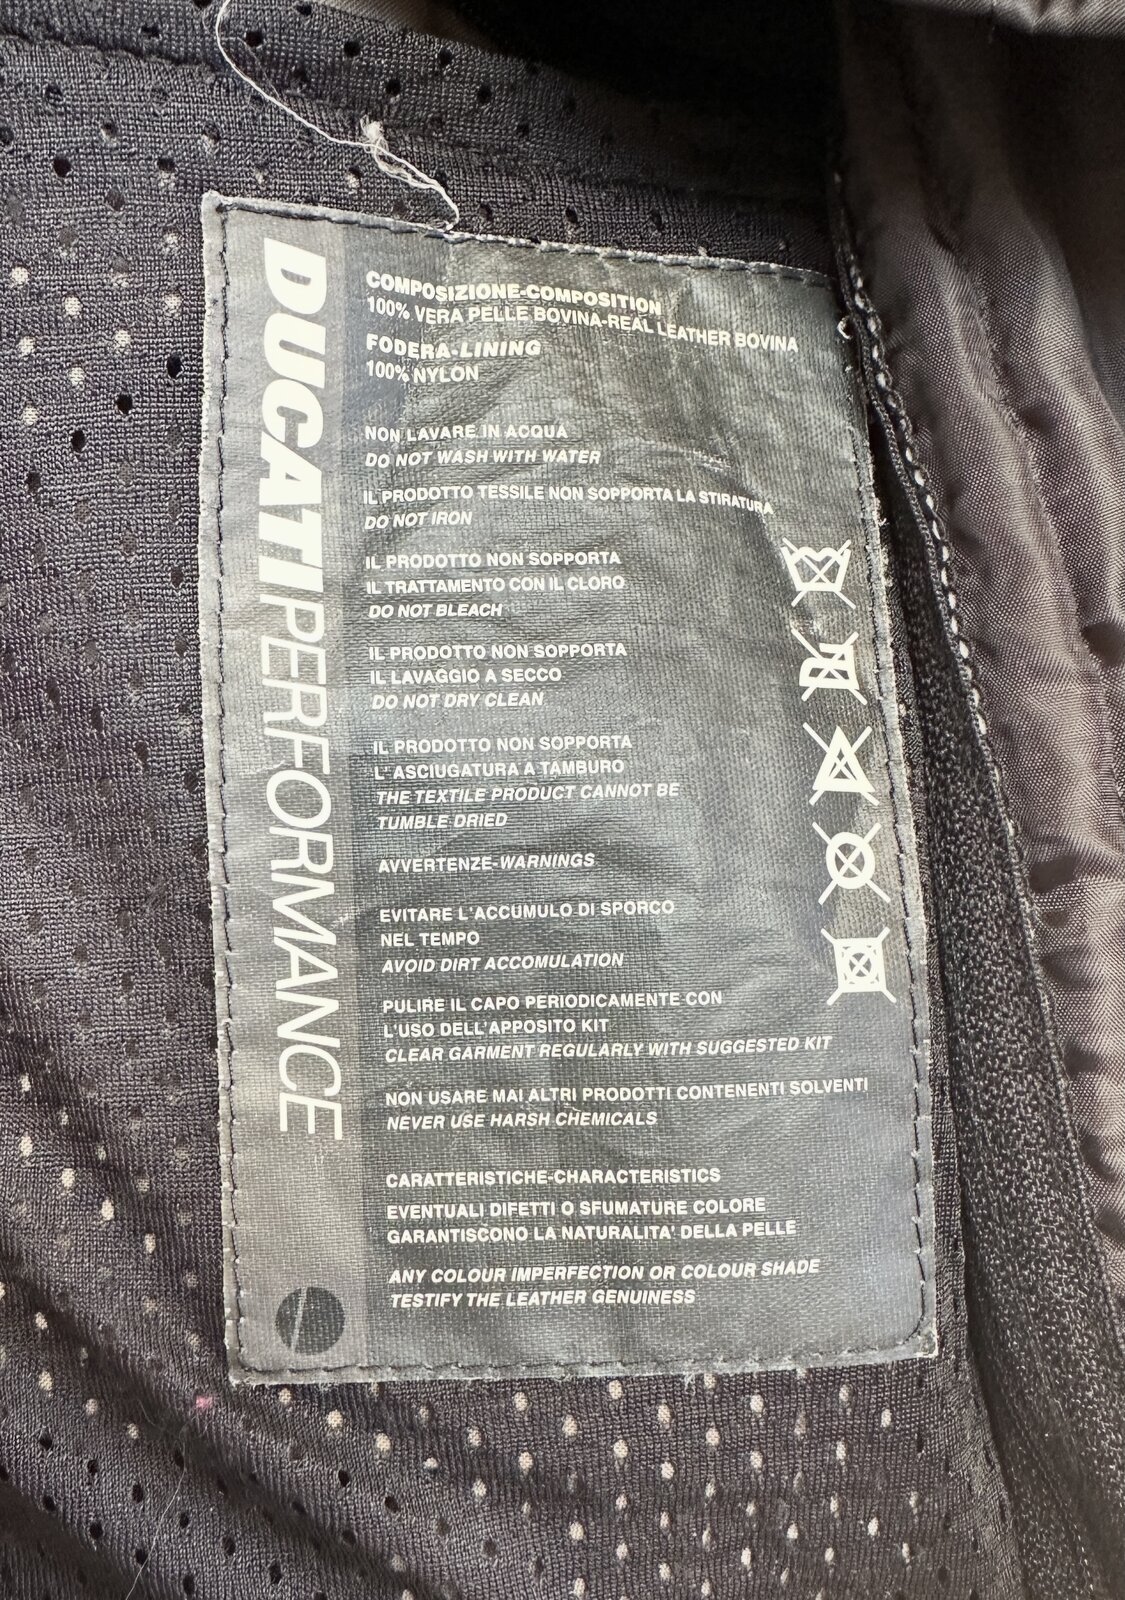 DUCATIPERFORMANCE
COMPOSIZIONE-COMPOSITION
100% VERA PELLE BOVINA-REAL LEATHER BOVINA
FODERA-LINING
100% NYLON
NON LAVARE IN ACQUA
DO NOT WASH WITH WATER
IL PRODOTTO TESSILE NON SOPPORTA LA STIRATURA
DO NOT IRON
IL PRODOTTO NON SOPPORTA
IL TRATTAMENTO CON IL CLORO
DO NOT BLEACH
IL PRODOTTO NON SOPPORTA
IL LAVAGGIO A SECCO
DO NOT DRY CLEAN
IL PRODOTTO NON SOPPORTA
L' ASCIUGATURA A TAMBURO
THE TEXTILE PRODUCT CANNOT BE
TUMBLE DRIED
AVVERTENZE-WARNINGS
EVITARE L'ACCUMULO DI SPORCO
NEL TEMPO
AVOID DIRT ACCOMULATION
PULIRE IL CAPO PERIODICAMENTE CON
L'USO DELL'APPOSITO KIT
CLEAR GARMENT REGULARLY WITH SUGGESTED KIT
NON USARE MAI ALTRI PRODOTTI CONTENENTI SOLVENTI
NEVER USE HARSH CHEMICALS
CARATTERISTICHE-CHARACTERISTICS
EVENTUALI DIFETTI O SFUMATURE COLORE
GARANTISCONO LA NATURALITA' DELLA PELLE
ANY COLOUR IMPERFECTION OR COLOUR SHADE
TESTIFY THE LEATHER GENUINESS